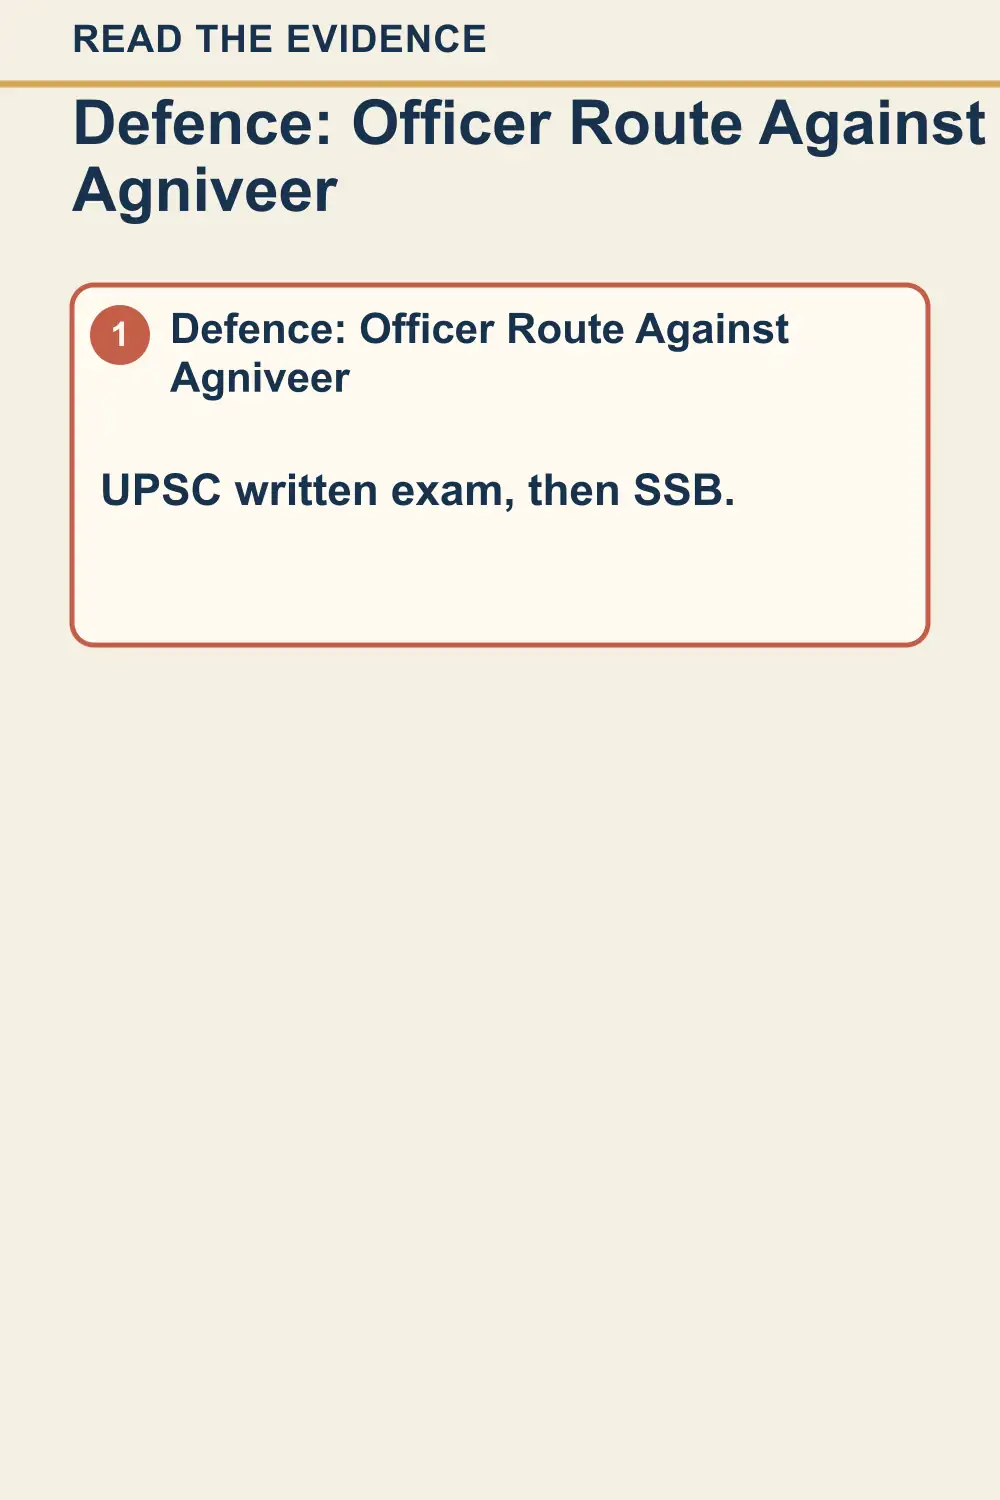 READ THE EVIDENCE
Defence: Officer Route Against
Agniveer
1
Defence: Officer Route Against
Agniveer
UPSC written exam, then SSB.